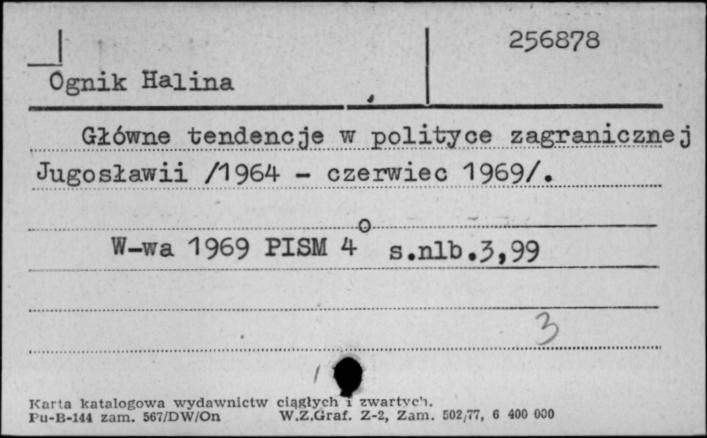 256878
Ognik Halina
Główne tendencje w polityce zagranicznej
Jugosławii /1964 - czerwiec 1969/.
W-wa 1969 PISM 4° s.nlb.3,99
3
Karta katalogowa wydawnictw ciągłych i zwartych.
Pu-B-144 zam. 567/DW/On W.Z.Graf. Z-2, Zam. 502/77, 6 400 000